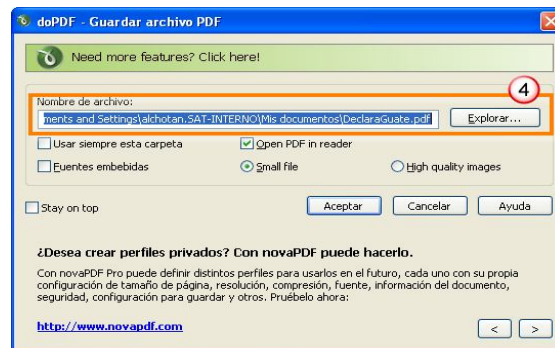 doPDF - Guardar archivo PDF
Need more features? Click here!
4
Nombre de archivo:
ments and Settings\alchotan.SAT-INTERNO\Mis documentos\DeclaraGuate.pdf
Explorar...
Usar siempre esta carpeta
Open PDF in reader
Fuentes embebidas
Small file
High quality images
Stay on top
Aceptar
Cancelar
Ayuda
¿Desea crear perfiles privados? Con novaPDF puede hacerlo.
Con novaPDF Pro puede definir distintos perfiles para usarlos en el futuro, cada uno con su propia
configuración de tamaño de página, resolución, compresión, fuente, información del documento,
seguridad, configuración para guardar y otros. Pruébelo ahora:
http://www.novapdf.com
< >